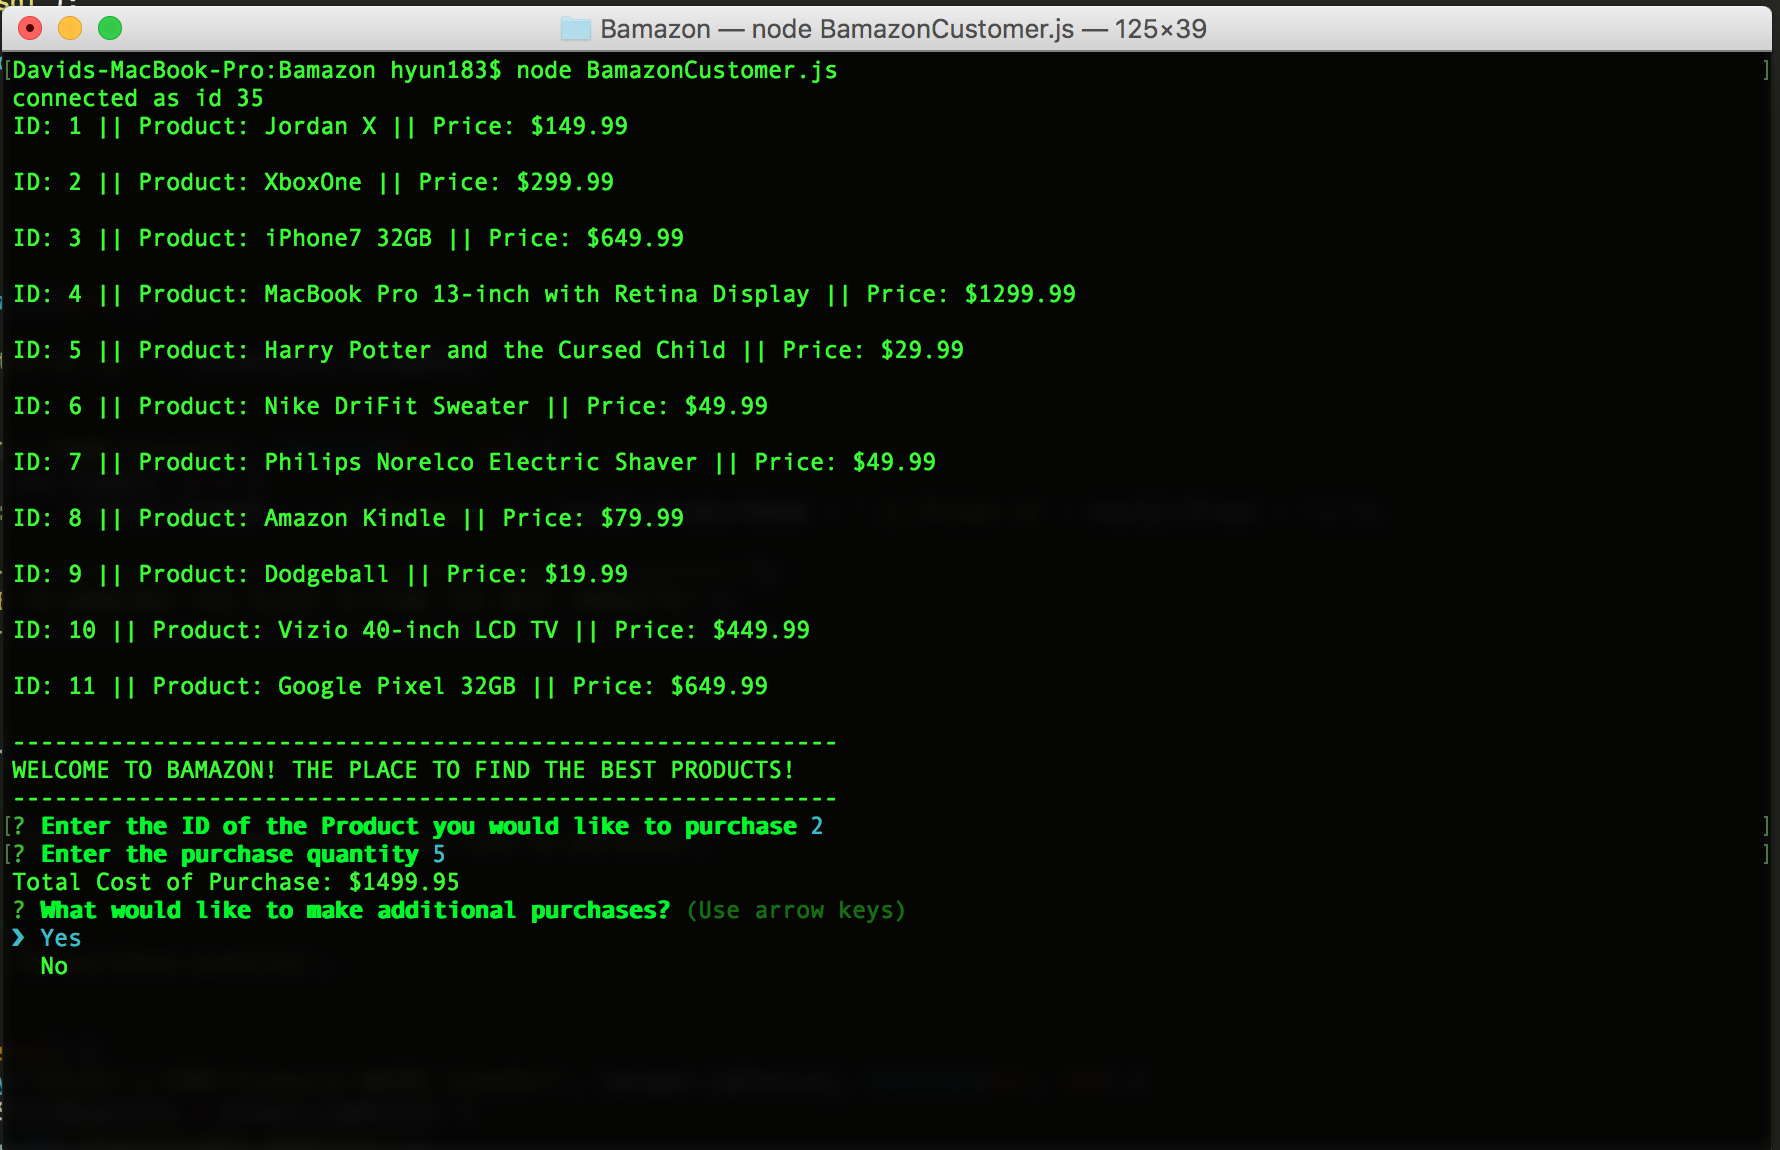 Bamazon — node BamazonCustomer.js — 125×39
[Davids-MacBook-Pro:Bamazon hyun183$ node BamazonCustomer.js ]
connected as id 35
ID: 1 || Product: Jordan X || Price: $149.99
ID: 2 || Product: XboxOne || Price: $299.99
ID: 3 || Product: iPhone7 32GB || Price: $649.99
ID: 4 || Product: MacBook Pro 13-inch with Retina Display || Price: $1299.99
ID: 5 || Product: Harry Potter and the Cursed Child || Price: $29.99
ID: 6 || Product: Nike DriFit Sweater || Price: $49.99
ID: 7 || Product: Philips Norelco Electric Shaver || Price: $49.99
ID: 8 || Product: Amazon Kindle || Price: $79.99
ID: 9 || Product: Dodgeball || Price: $19.99
ID: 10 || Product: Vizio 40-inch LCD TV || Price: $449.99
ID: 11 || Product: Google Pixel 32GB || Price: $649.99
-----------------------------------------------------------
WELCOME TO BAMAZON! THE PLACE TO FIND THE BEST PRODUCTS!
-----------------------------------------------------------
[? Enter the ID of the Product you would like to purchase 2 ]
[? Enter the purchase quantity 5 ]
Total Cost of Purchase: $1499.95
? What would like to make additional purchases? (Use arrow keys)
❯ Yes
No